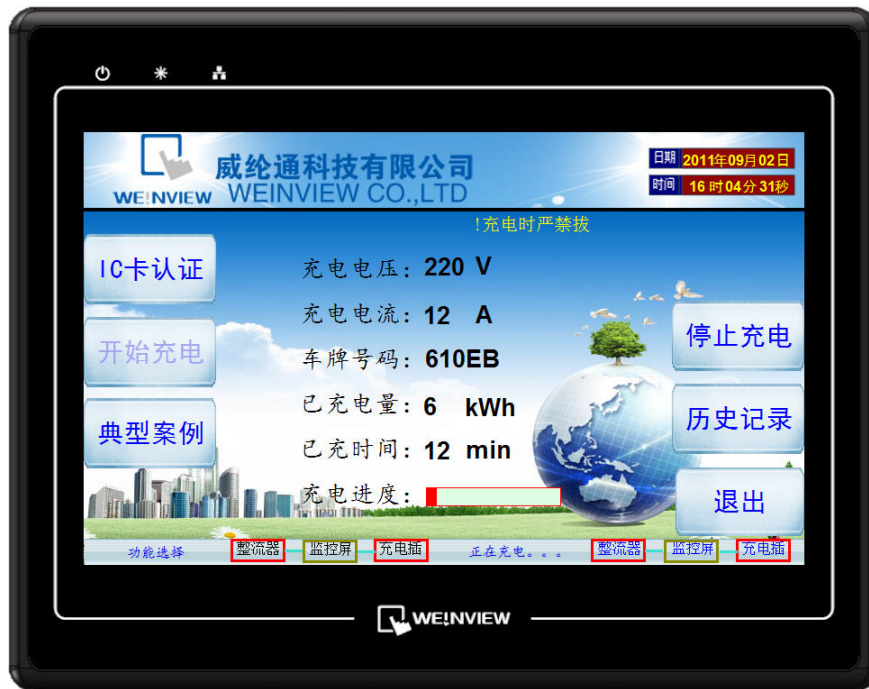 威纶通科技有限公司
WEINVIEW WEINVIEW CO.,LTD
日期 2011年09月02日
时间 16时04分31秒
!充电时严禁拔
IC卡认证
开始充电
典型案例
充电电压: 220 V
充电电流: 12 A
车牌号码: 610EB
已充电量: 6 kWh
已充时间: 12 min
充电进度:
停止充电
历史记录
退出
功能选择 整流器 监控屏 充电插 正在充电。。。 整流器 监控屏 充电插
WEINVIEW